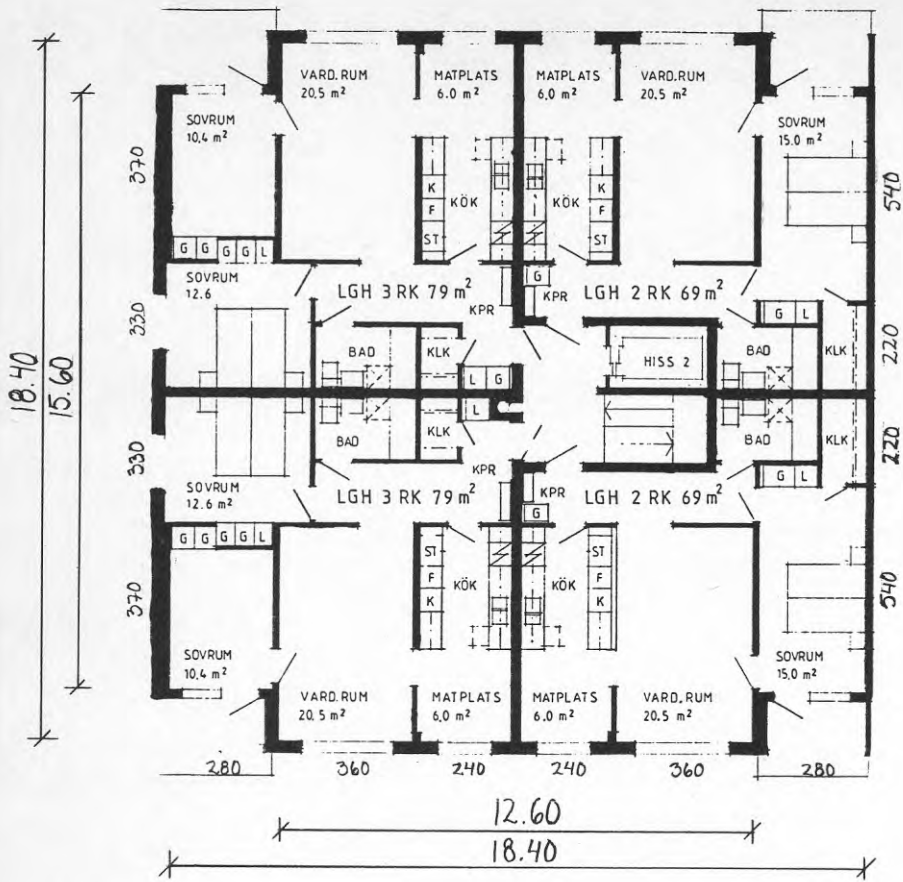 VARD.RUM
20.5 m²
MATPLATS
6.0 m²
MATPLATS
6.0 m²
VARD.RUM
20.5 m²
SOVRUM
10,4 m²
SOVRUM
15.0 m²
370
K
F
ST
KÖK
KÖK
K
F
ST
540
G G G G L
SOVRUM
12.6
LGH 3 RK 79 m²
KPR
G
KPR
LGH 2 RK 69 m²
G L
230
BAD
KLK
L G
HISS 2
BAD
KLK
220
18.40
15.60
330
BAD
KLK
L
KPR
BAD
KLK
220
SOVRUM
12.6 m²
LGH 3 RK 79 m²
KPR
G
LGH 2 RK 69 m²
G L
G G G G L
370
ST
F
K
KÖK
KÖK
ST
F
K
540
SOVRUM
10,4 m²
SOVRUM
15,0 m²
VARD.RUM
20.5 m²
MATPLATS
6.0 m²
MATPLATS
6.0 m²
VARD.RUM
20.5 m²
280 360 240 240 360 280
12.60
18.40